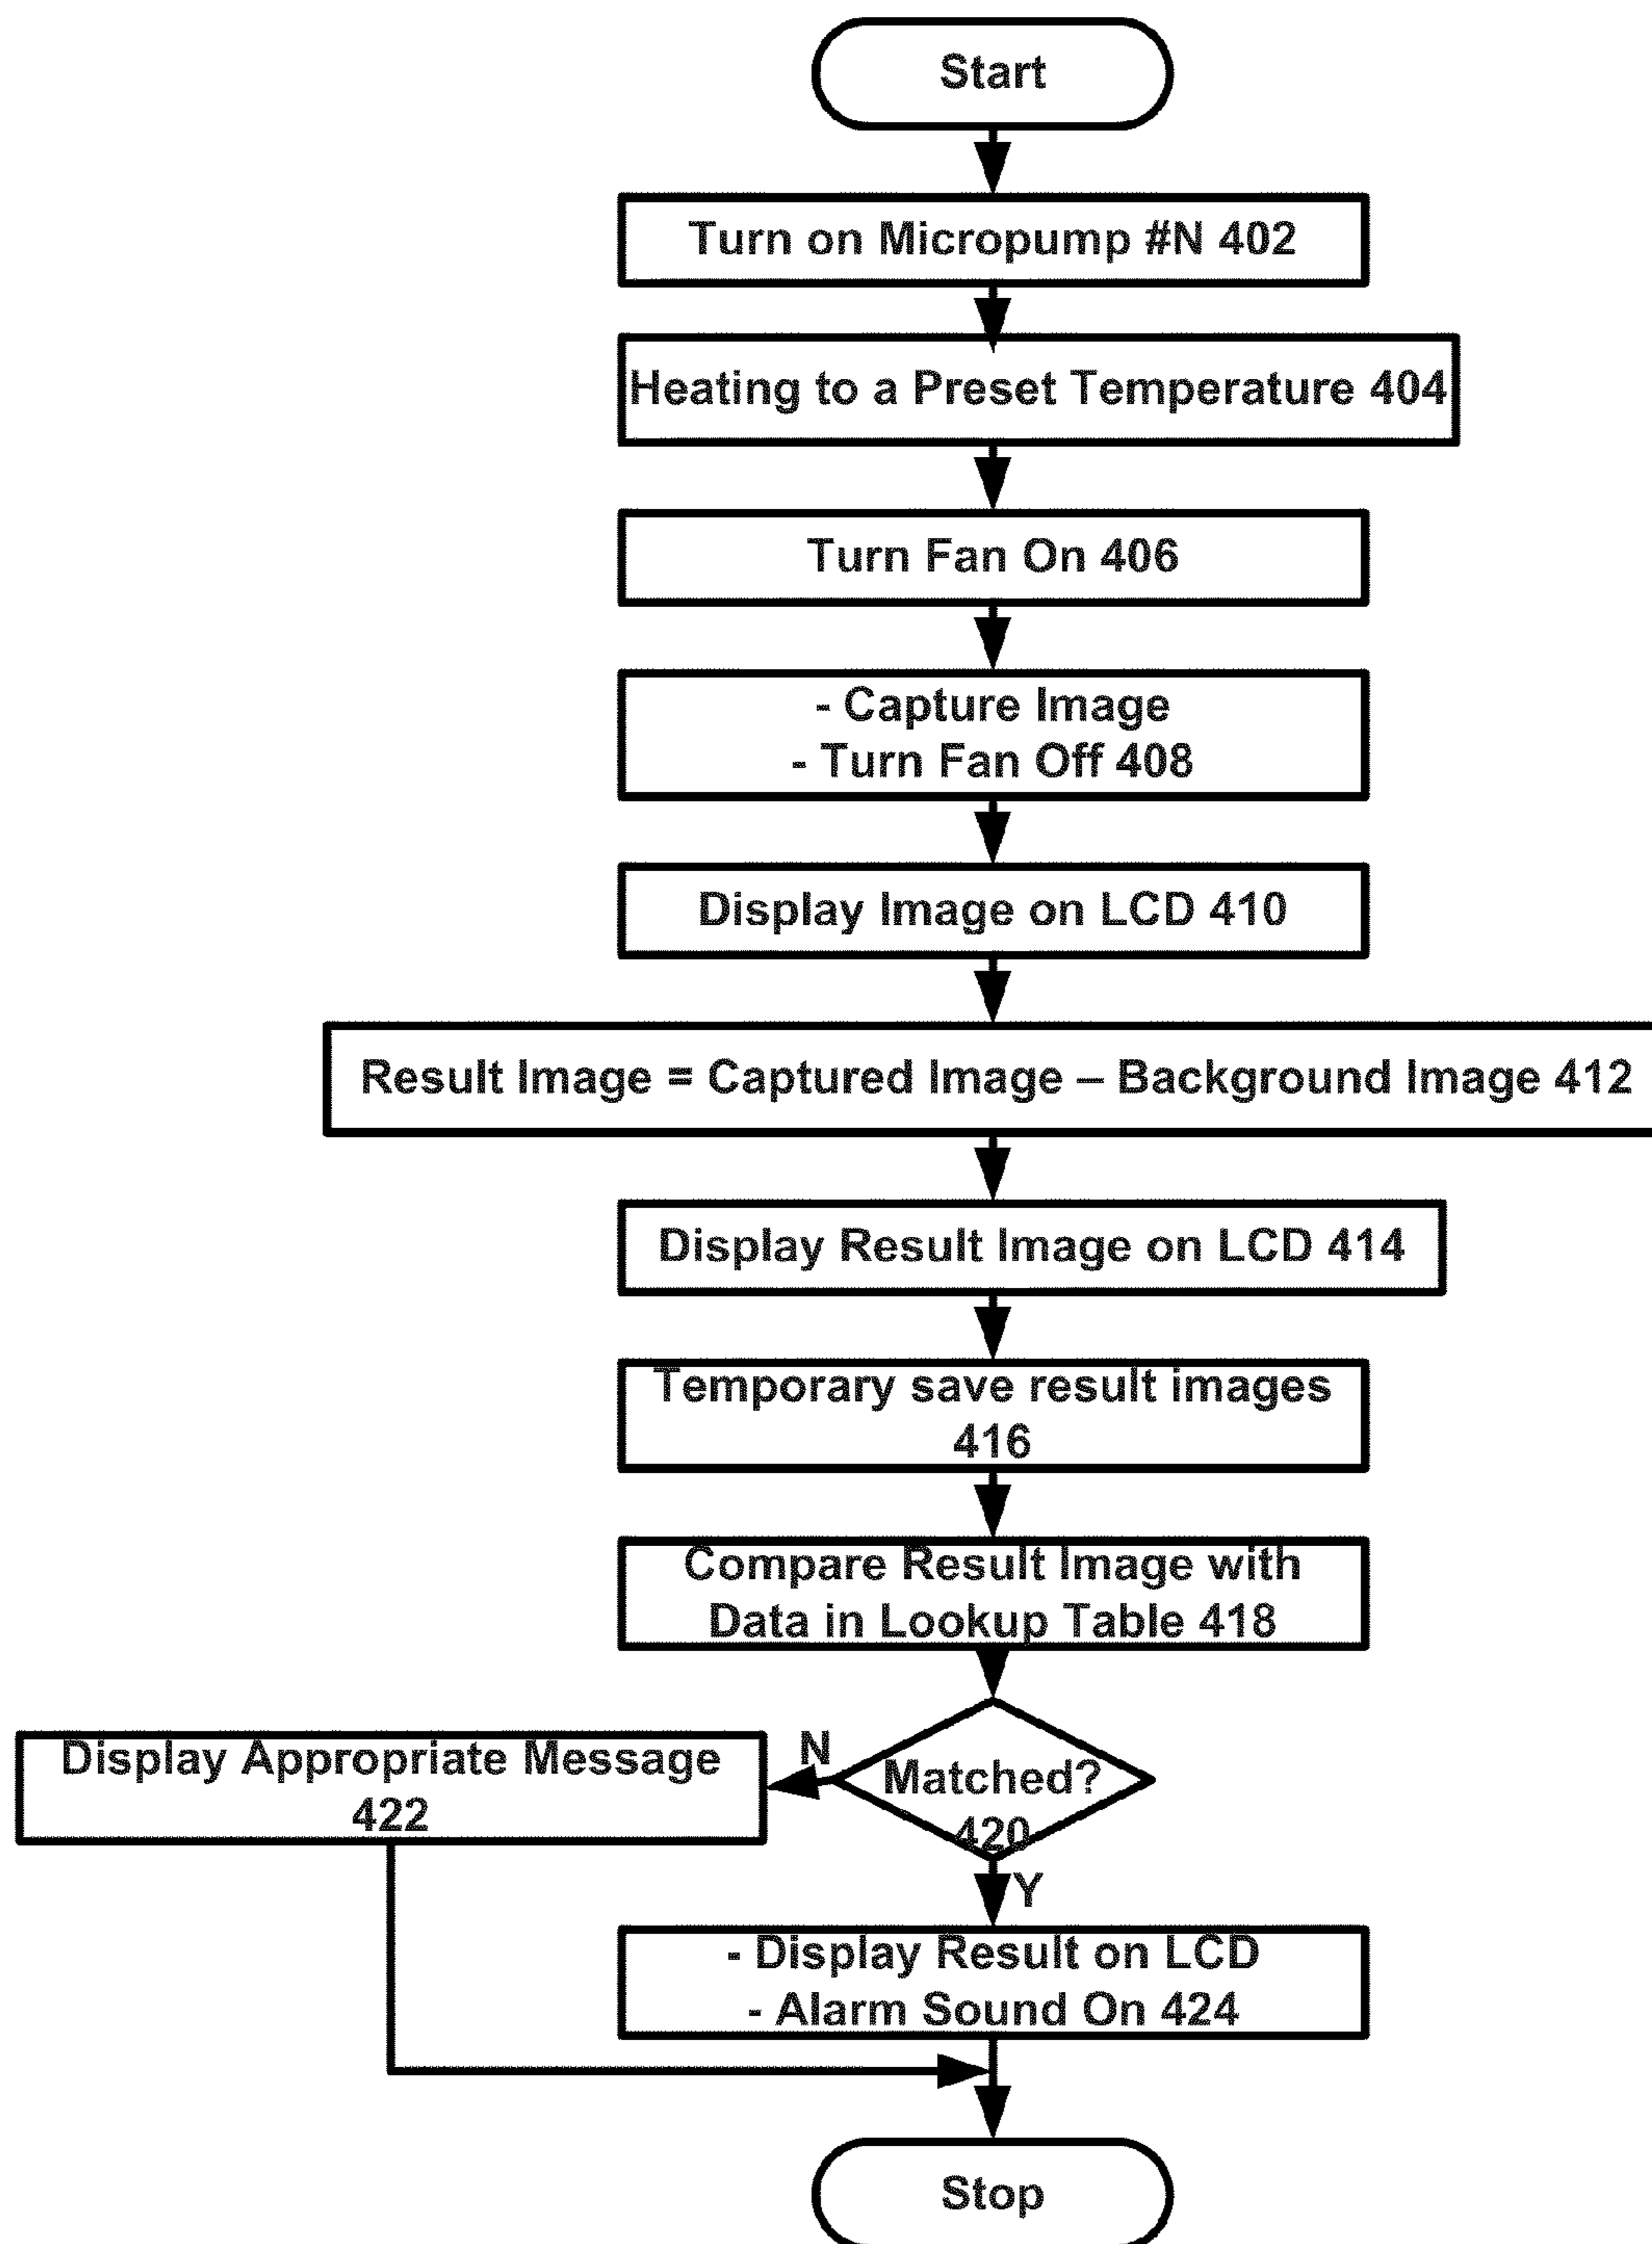 Start
Turn on Micropump #N 402
Heating to a Preset Temperature 404
Turn Fan On 406
- Capture Image
- Turn Fan Off 408
Display Image on LCD 410
Result Image = Captured Image – Background Image 412
Display Result Image on LCD 414
Temporary save result images
416
Compare Result Image with
Data in Lookup Table 418
Matched?
420
N
Display Appropriate Message
422
Y
- Display Result on LCD
- Alarm Sound On 424
Stop